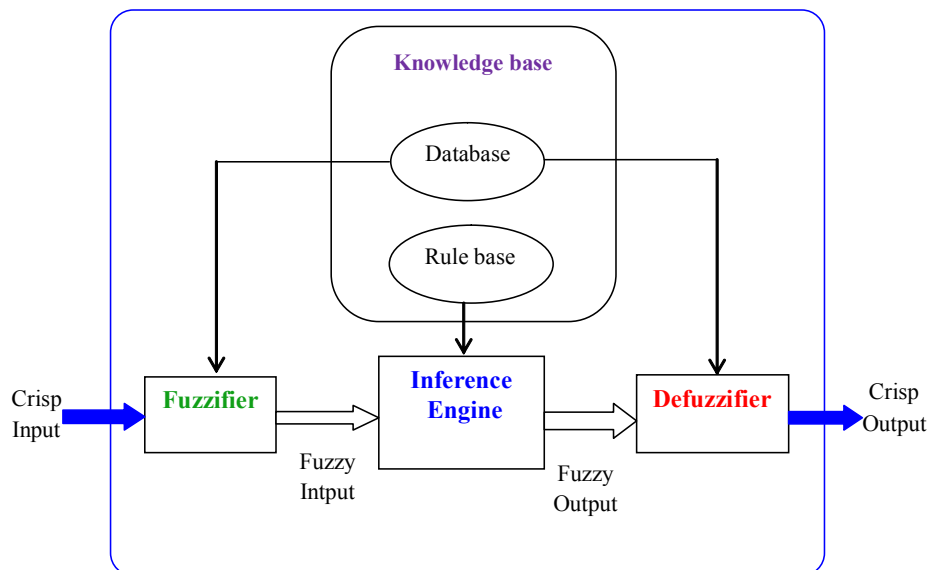 Knowledge base
Database
Rule base
Crisp
Input
Fuzzifier
Fuzzy
Intput
Inference
Engine
Fuzzy
Output
Defuzzifier
Crisp
Output